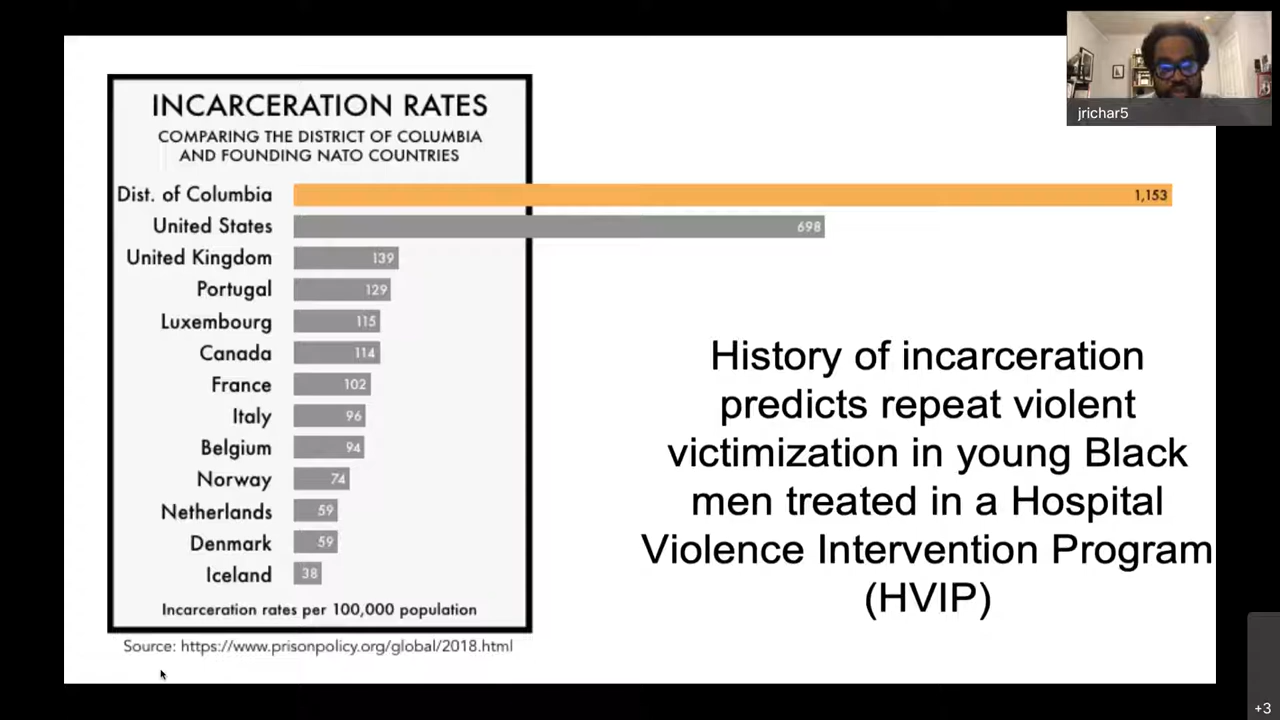 INCARCERATION RATES
COMPARING THE DISTRICT OF COLUMBIA
AND FOUNDING NATO COUNTRIES
Dist. of Columbia 1,153
United States 698
United Kingdom 139
Portugal 129
Luxembourg 115
Canada 114
France 102
Italy 96
Belgium 94
Norway 74
Netherlands 59
Denmark 59
Iceland 38
Incarceration rates per 100,000 population
Source: https://www.prisonpolicy.org/global/2018.html
History of incarceration
predicts repeat violent
victimization in young Black
men treated in a Hospital
Violence Intervention Program
(HVIP)
jrichar5
+3